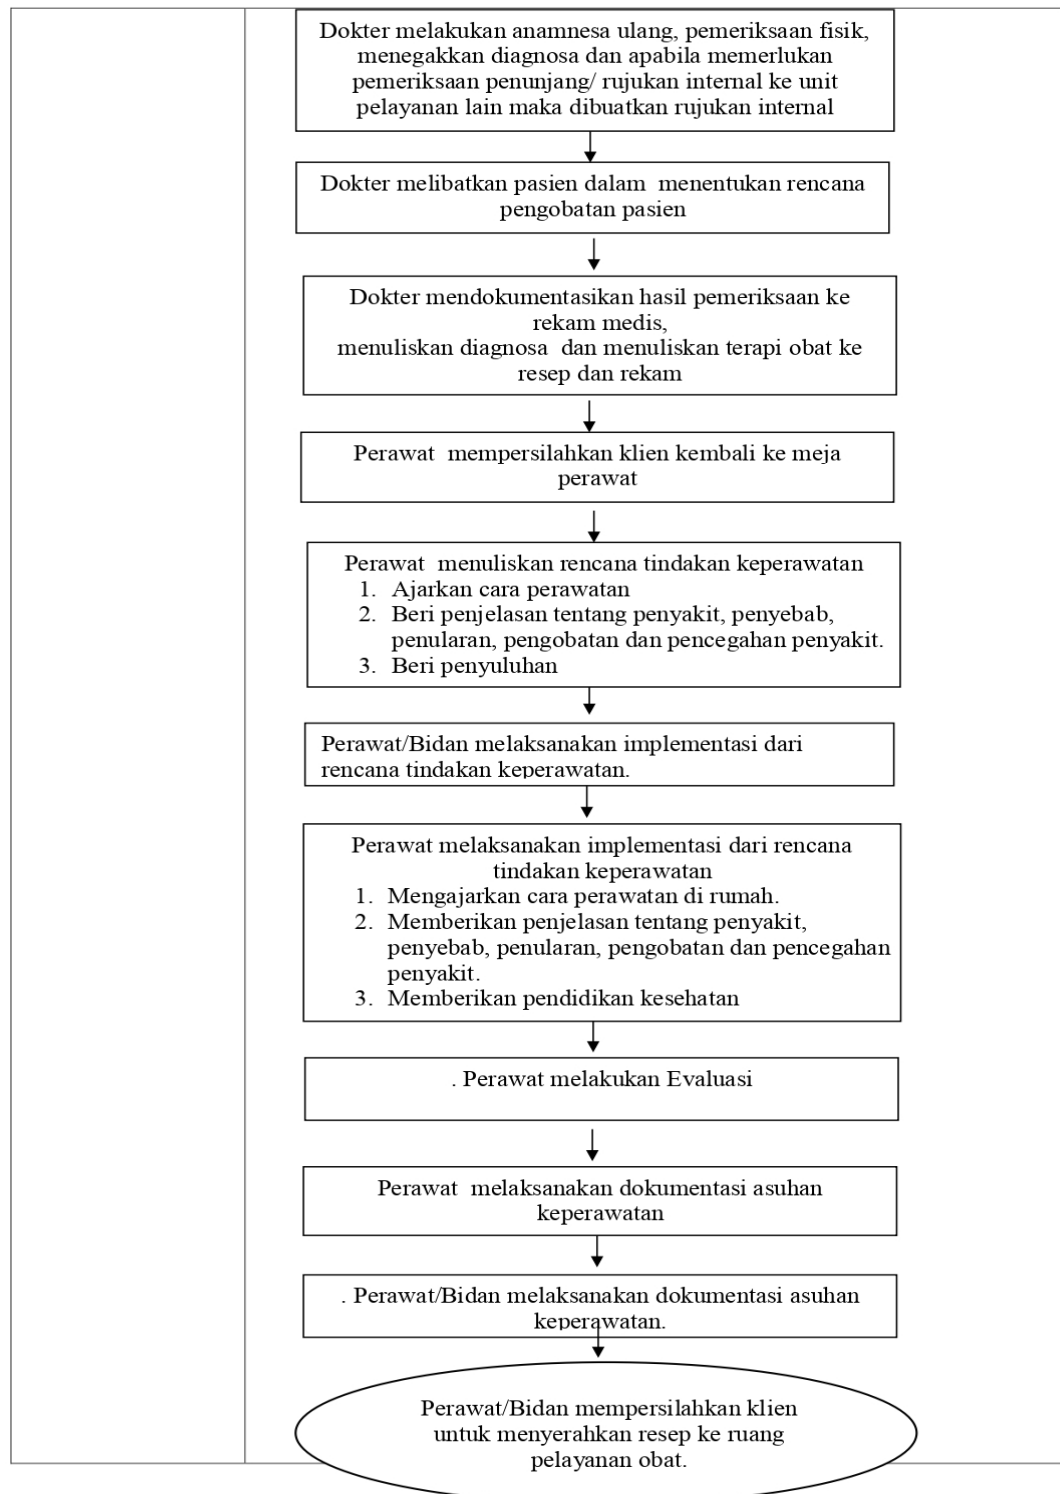 Dokter melakukan anamnesa ulang, pemeriksaan fisik,
menegakkan diagnosa dan apabila memerlukan
pemeriksaan penunjang/ rujukan internal ke unit
pelayanan lain maka dibuatkan rujukan internal
Dokter melibatkan pasien dalam menentukan rencana
pengobatan pasien
Dokter mendokumentasikan hasil pemeriksaan ke
rekam medis,
menuliskan diagnosa dan menuliskan terapi obat ke
resep dan rekam
Perawat mempersilahkan klien kembali ke meja
perawat
Perawat menuliskan rencana tindakan keperawatan
1. Ajarkan cara perawatan
2. Beri penjelasan tentang penyakit, penyebab,
penularan, pengobatan dan pencegahan penyakit.
3. Beri penyuluhan
Perawat/Bidan melaksanakan implementasi dari
rencana tindakan keperawatan.
Perawat melaksanakan implementasi dari rencana
tindakan keperawatan
1. Mengajarkan cara perawatan di rumah.
2. Memberikan penjelasan tentang penyakit,
penyebab, penularan, pengobatan dan pencegahan
penyakit.
3. Memberikan pendidikan kesehatan
. Perawat melakukan Evaluasi
Perawat melaksanakan dokumentasi asuhan
keperawatan
. Perawat/Bidan melaksanakan dokumentasi asuhan
keperawatan.
Perawat/Bidan mempersilahkan klien
untuk menyerahkan resep ke ruang
pelayanan obat.